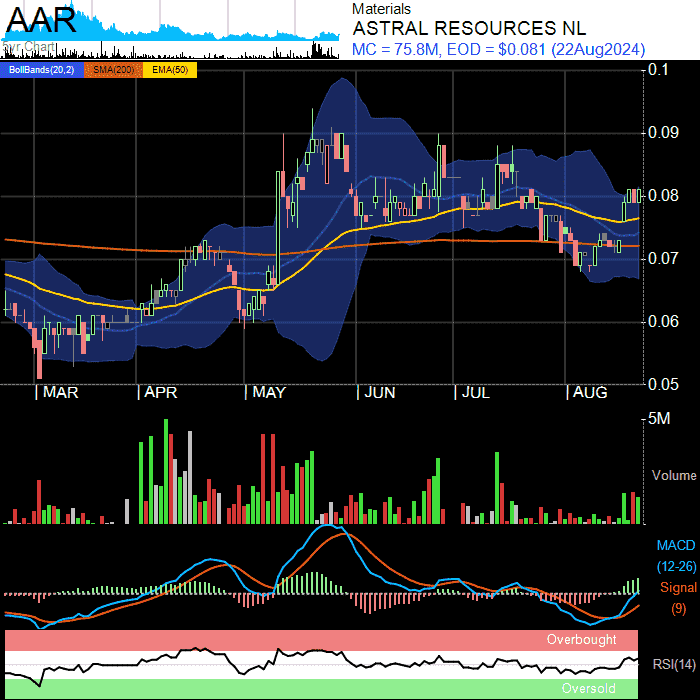 AAR
5yr Chart
Materials
ASTRAL RESOURCES NL
MC = 75.8M, EOD = $0.081 (22Aug2024)
BollBands(20,2) SMA(200) EMA(50)
0.1
0.09
0.08
0.07
0.06
0.05
MAR APR MAY JUN JUL AUG
5M
Volume
MACD
(12-26)
Signal
(9)
Overbought
RSI(14)
Oversold